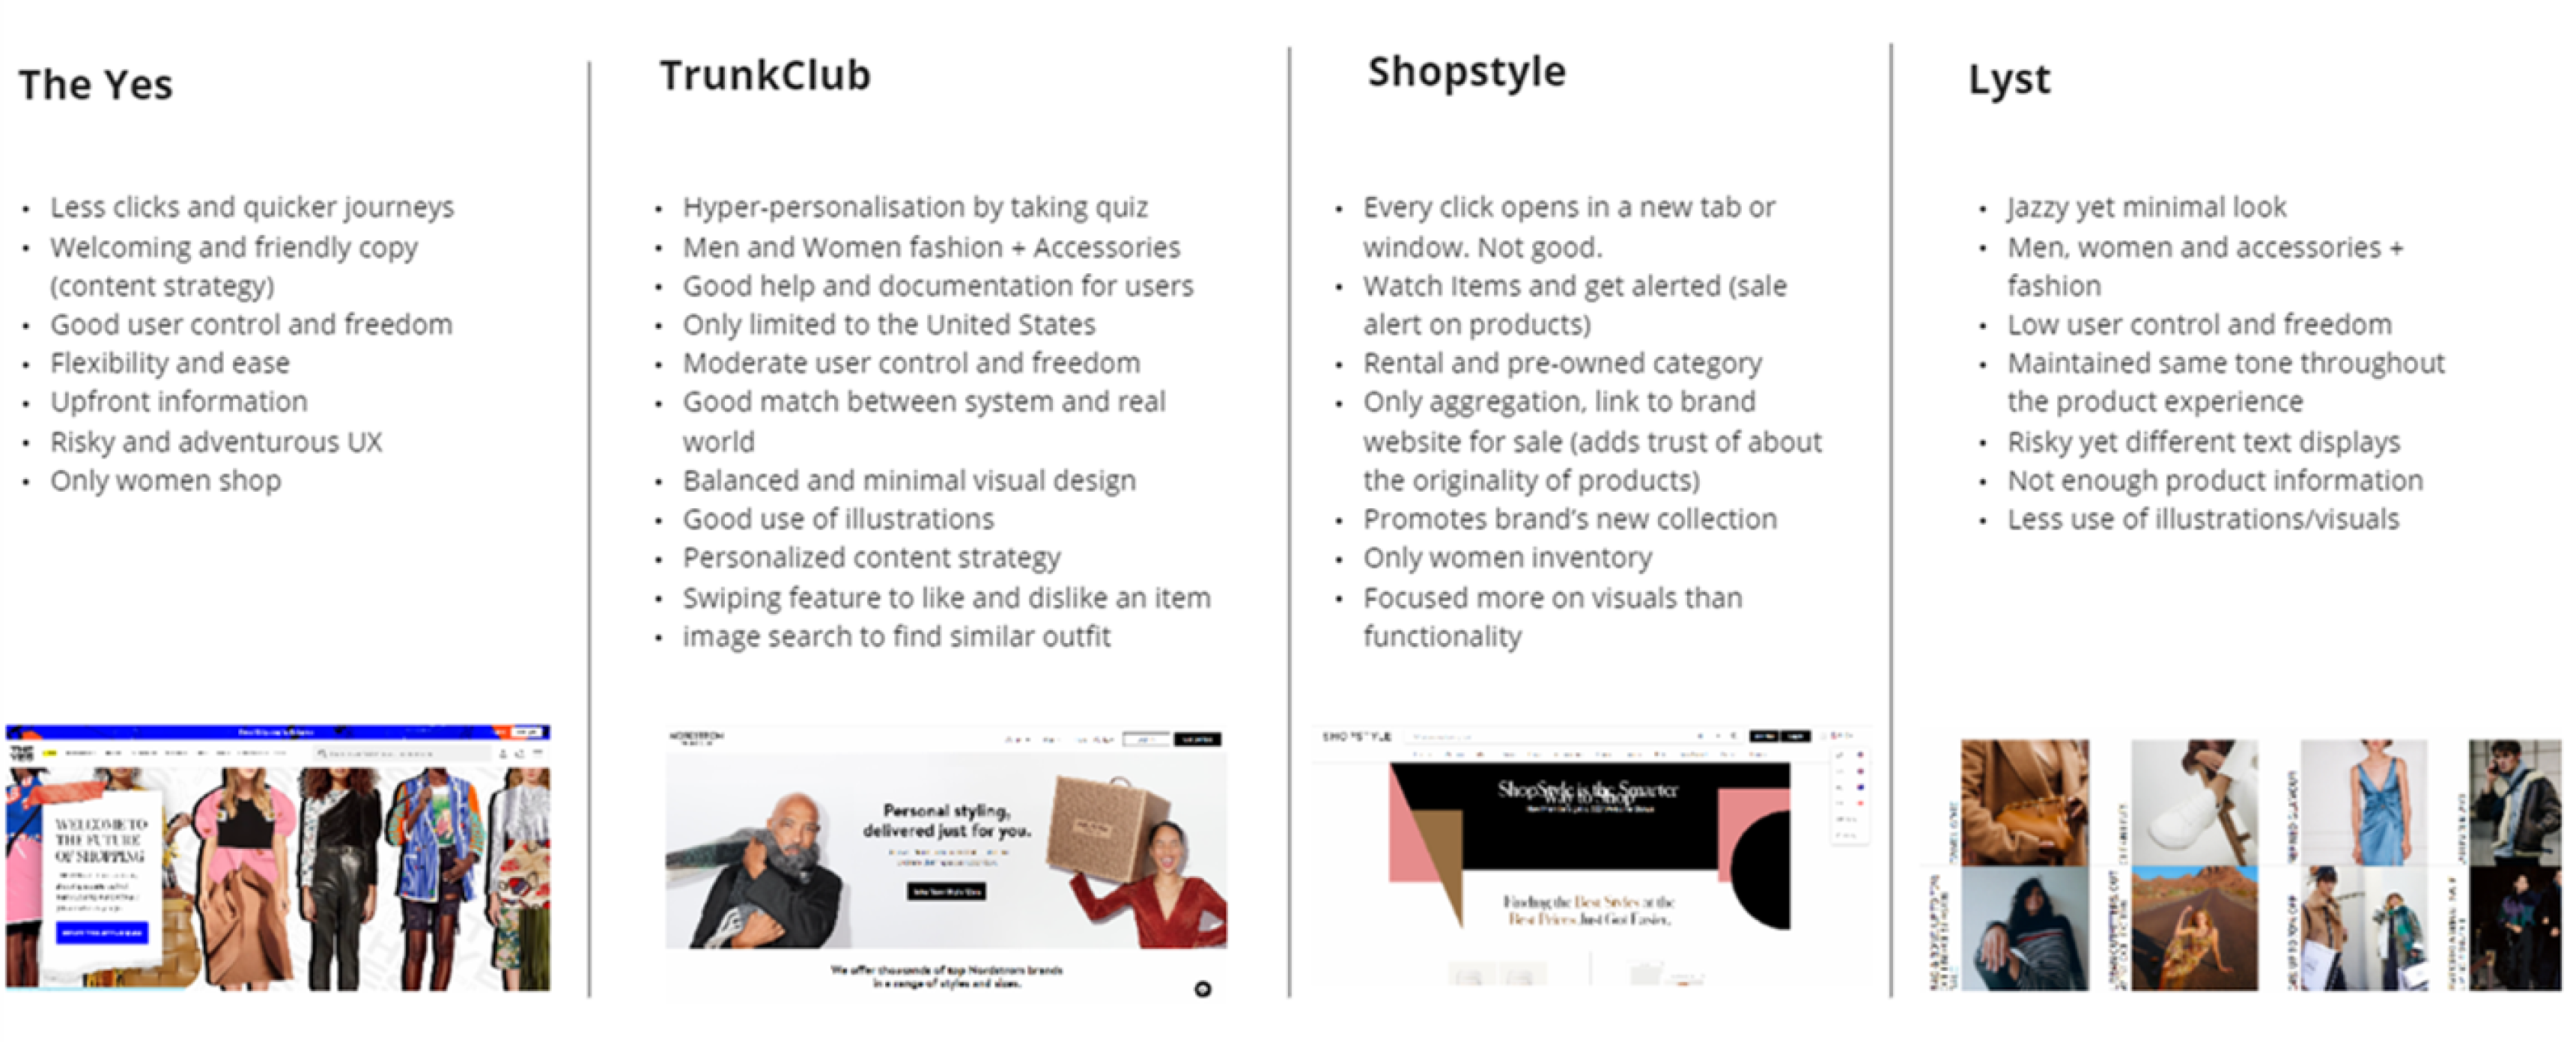 The Yes
• Less clicks and quicker journeys
• Welcoming and friendly copy
(content strategy)
• Good user control and freedom
• Flexibility and ease
• Upfront information
• Risky and adventurous UX
• Only women shop
THE YES
WELCOME TO
THE FUTURE
OF SHOPPING
TrunkClub
• Hyper-personalisation by taking quiz
• Men and Women fashion + Accessories
• Good help and documentation for users
• Only limited to the United States
• Moderate user control and freedom
• Good match between system and real
world
• Balanced and minimal visual design
• Good use of illustrations
• Personalized content strategy
• Swiping feature to like and dislike an item
• image search to find similar outfit
NORDSTROM
Personal styling,
delivered just for you.
We offer thousands of top Nordstrom brands
in a range of styles and sizes.
Shopstyle
• Every click opens in a new tab or
window. Not good.
• Watch Items and get alerted (sale
alert on products)
• Rental and pre-owned category
• Only aggregation, link to brand
website for sale (adds trust of about
the originality of products)
• Promotes brand’s new collection
• Only women inventory
• Focused more on visuals than
functionality
SHOPSTYLE
ShopStyle is the Smarter
Way to Shop
Finding the Best Styles at the
Best Prices Just Got Easier.
Lyst
• Jazzy yet minimal look
• Men, women and accessories +
fashion
• Low user control and freedom
• Maintained same tone throughout
the product experience
• Risky yet different text displays
• Not enough product information
• Less use of illustrations/visuals